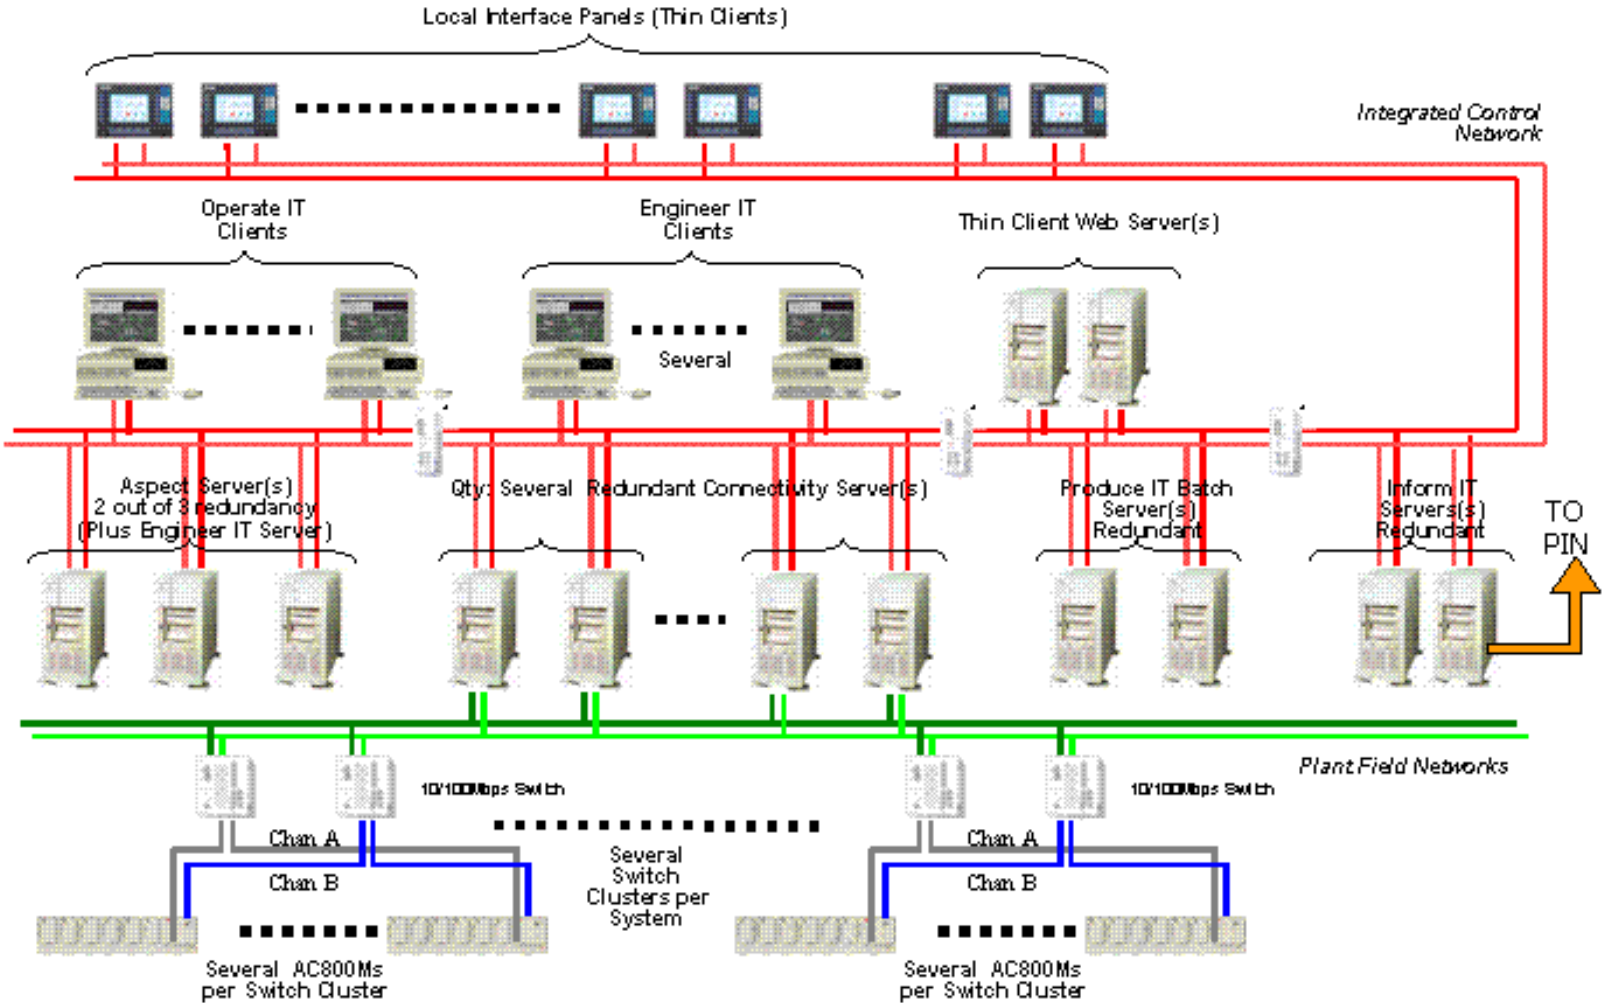 Local Interface Panels (Thin Clients)
Integrated Control
Network
Operate IT
Clients
Engineer IT
Clients
Thin Client Web Server(s)
Several
Aspect Server(s)
2 out of 3 redundancy
(Plus Engineer IT Server)
Qty: Several Redundant Connectivity Server(s)
Produce IT Batch
Server(s)
Redundant
Inform IT
Servers(s)
Redundant
TO
PIN
Plant Field Networks
10/100Mbps Switch
10/100Mbps Switch
Chan A
Chan B
Several
Switch
Clusters per
System
Chan A
Chan B
Several AC800Ms
per Switch Cluster
Several AC800Ms
per Switch Cluster